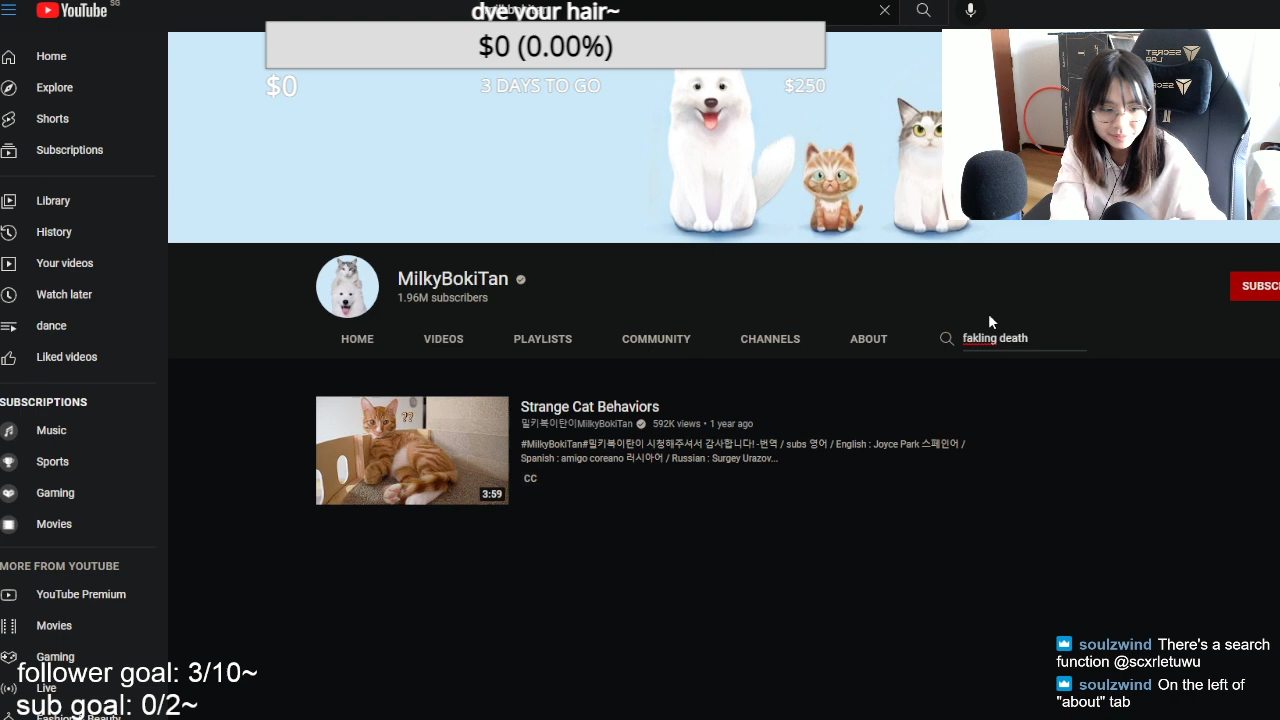 YouTube SG
dye your hair~
$0 (0.00%)
$0
3 DAYS TO GO
$250
SECRET
LAB
Home
Explore
Shorts
Subscriptions
Library
History
Your videos
Watch later
dance
Liked videos
SUBSCRIPTIONS
Music
Sports
Gaming
Movies
MORE FROM YOUTUBE
YouTube Premium
Movies
Gaming
Live
Fashion & Beauty
follower goal: 3/10~
sub goal: 0/2~
MilkyBokiTan
1.96M subscribers
SUBSC
HOME
VIDEOS
PLAYLISTS
COMMUNITY
CHANNELS
ABOUT
fakling death
??
3:59
Strange Cat Behaviors
밀키복이탄이MilkyBokiTan 592K views • 1 year ago
#MilkyBokiTan#밀키복이탄이 시청해주셔서 감사합니다! -번역 / subs 영어 / English : Joyce Park 스페인어 /
Spanish : amigo coreano 러시아어 / Russian : Surgey Urazov...
CC
soulzwind There's a search
function @scxrletuwu
soulzwind On the left of
"about" tab